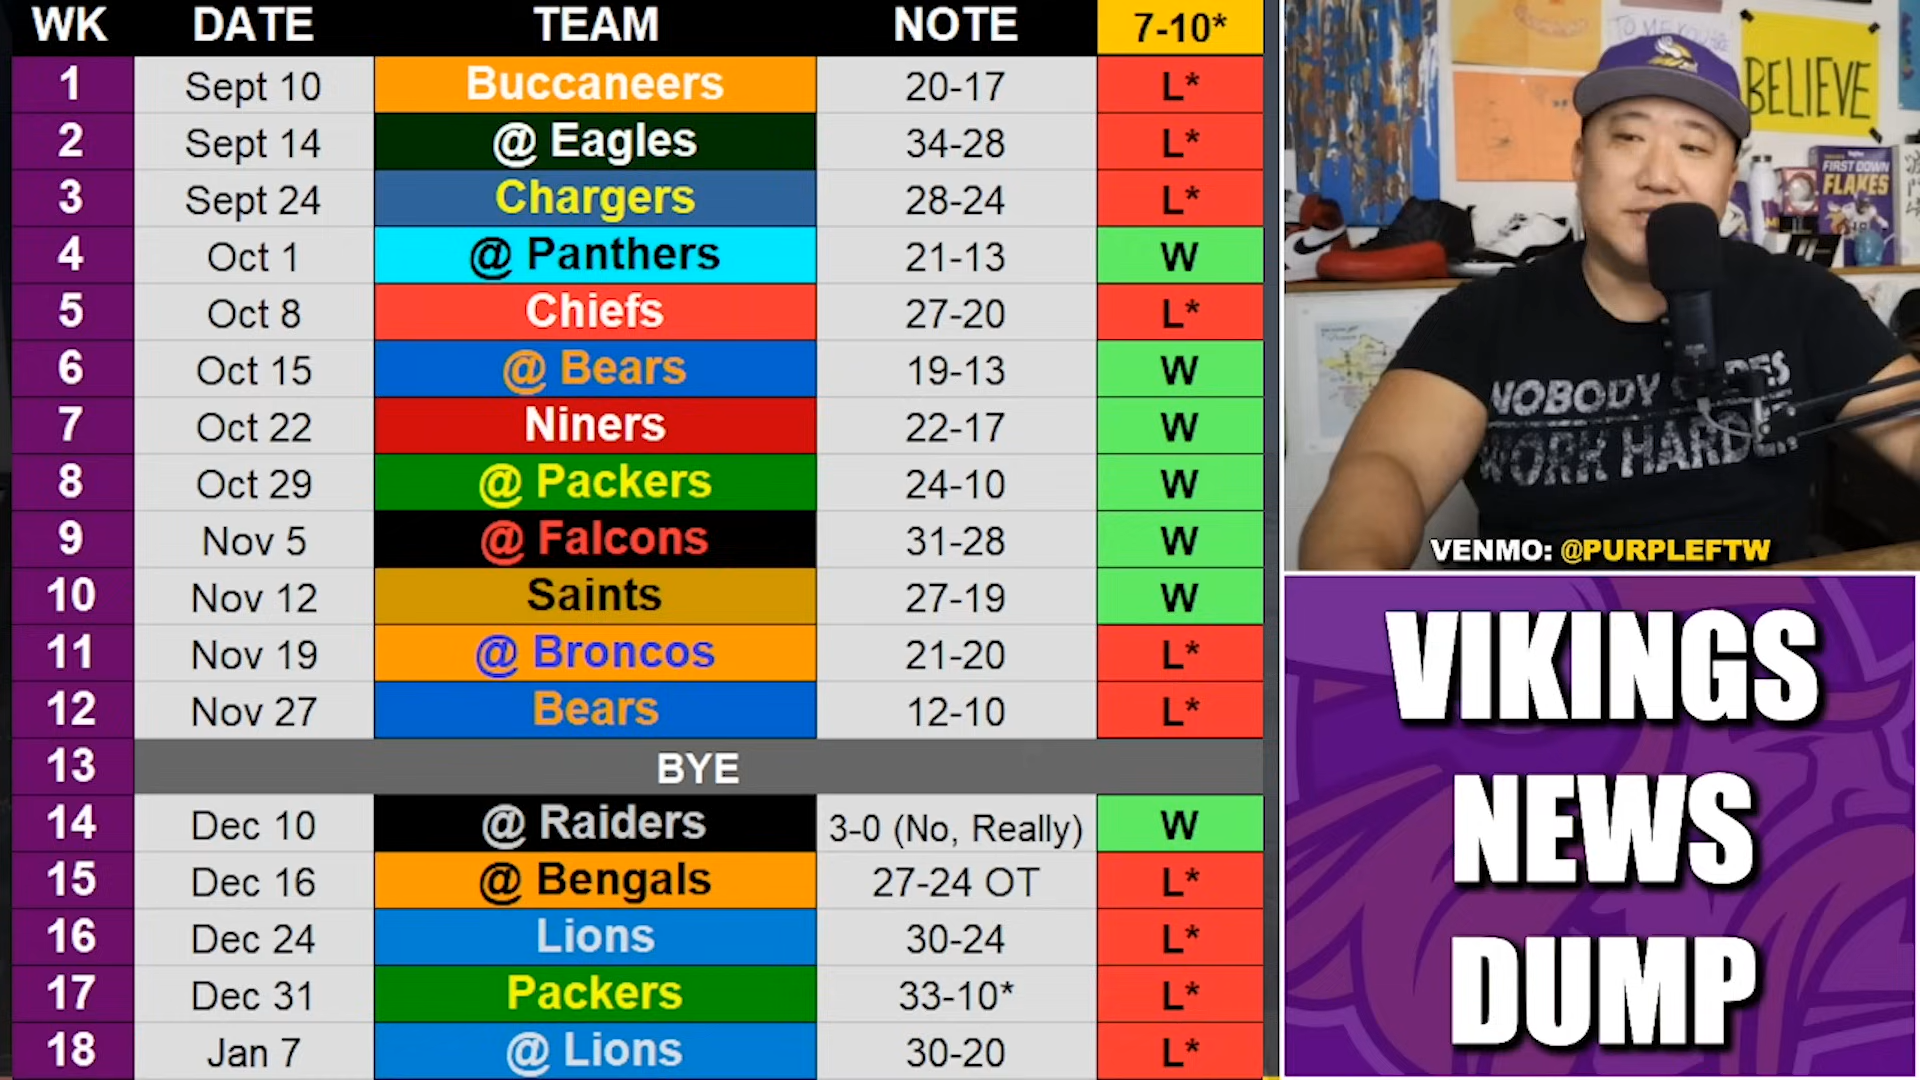 WK DATE TEAM NOTE 7-10*
1 Sept 10 Buccaneers 20-17 L*
2 Sept 14 @ Eagles 34-28 L*
3 Sept 24 Chargers 28-24 L*
4 Oct 1 @ Panthers 21-13 W
5 Oct 8 Chiefs 27-20 L*
6 Oct 15 @ Bears 19-13 W
7 Oct 22 Niners 22-17 W
8 Oct 29 @ Packers 24-10 W
9 Nov 5 @ Falcons 31-28 W
10 Nov 12 Saints 27-19 W
11 Nov 19 @ Broncos 21-20 L*
12 Nov 27 Bears 12-10 L*
13 BYE
14 Dec 10 @ Raiders 3-0 (No, Really) W
15 Dec 16 @ Bengals 27-24 OT L*
16 Dec 24 Lions 30-24 L*
17 Dec 31 Packers 33-10* L*
18 Jan 7 @ Lions 30-20 L*
BELIEVE
FIRST DOWN
FLAKES
NOBODY
WORK HARDER
VENMO: @PURPLEFTW
VIKINGS
NEWS
DUMP